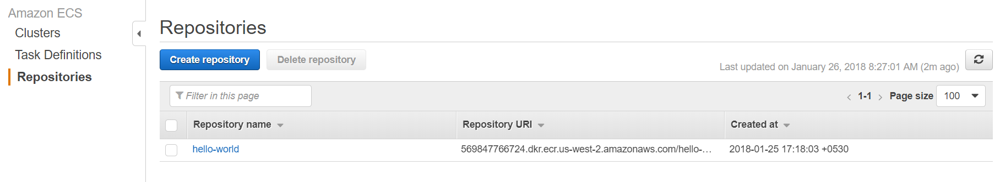 Amazon ECS
Clusters
Task Definitions
Repositories
Repositories
Create repository Delete repository
Last updated on January 26, 2018 8:27:01 AM (2m ago)
Filter in this page
1-1 Page size 100
Repository name Repository URI Created at
hello-world 569847766724.dkr.ecr.us-west-2.amazonaws.com/hello-... 2018-01-25 17:18:03 +0530